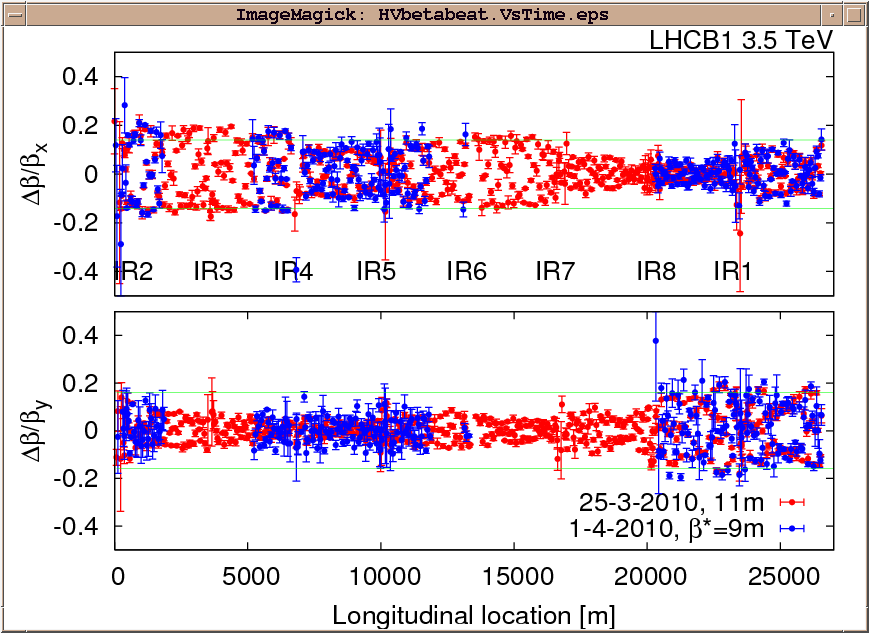 ImageMagick: HVbetabeat.VsTime.eps
LHCB1 3.5 TeV
Δβ/βx
0.4
0.2
0
-0.2
-0.4
IR2 IR3 IR4 IR5 IR6 IR7 IR8 IR1
Δβ/βy
0.4
0.2
0
-0.2
-0.4
25-3-2010, 11m
1-4-2010, β*=9m
0 5000 10000 15000 20000 25000
Longitudinal location [m]